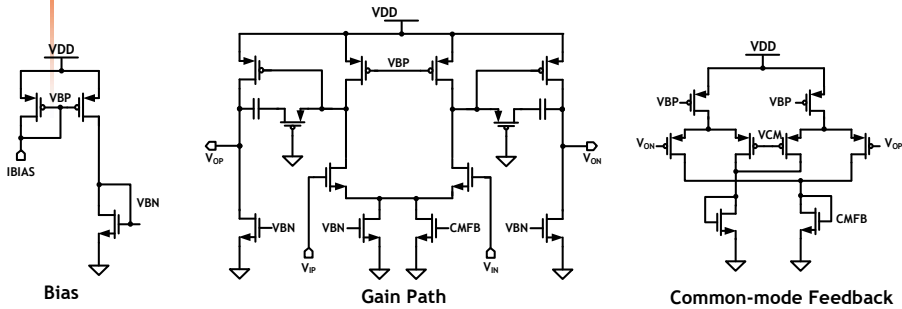 VDD
VBP
IBIAS
VBN
Bias
VDD
VBP
VOP
VON
VBN
VBN
CMFB
VBN
VIP
VIN
Gain Path
VDD
VBP
VBP
VON
VCM
VOP
CMFB
Common-mode Feedback